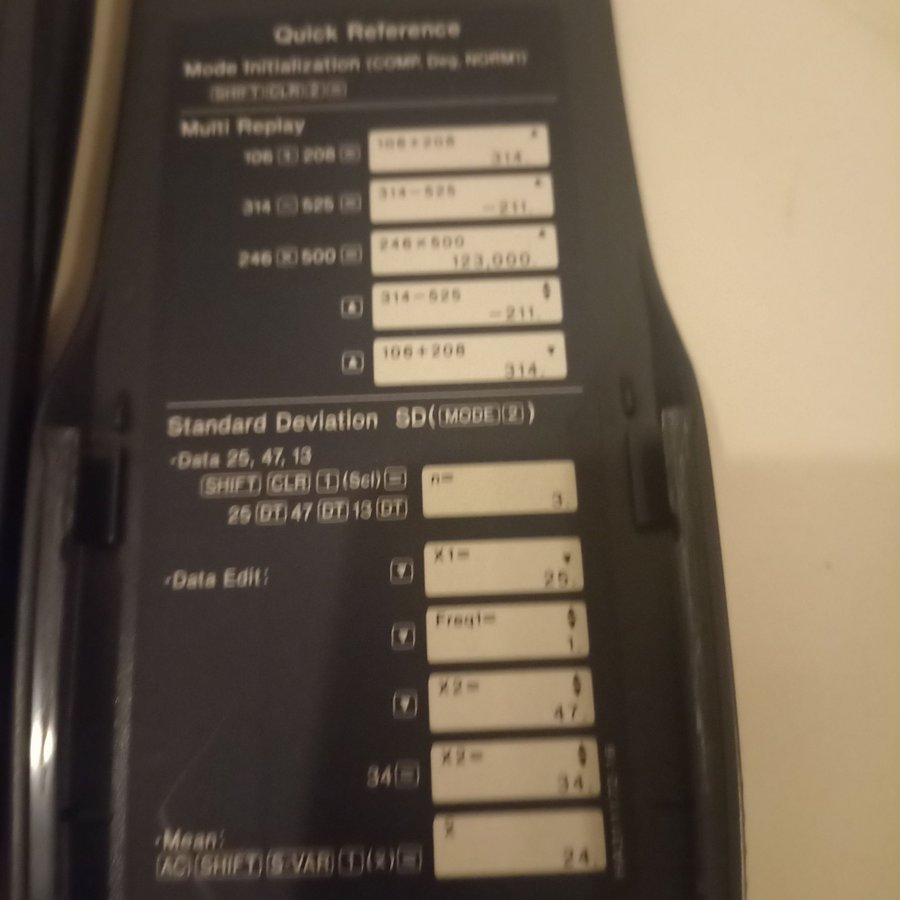 Quick Reference
Mode Initialization (COMP, Deg, NORM1)
SHIFT CLR 2 =
Multi Replay
106 + 208 = 106+208
314.
314 - 525 = 314-525
-211.
246 × 500 = 246×500
123,000.
▲ 314-525
-211.
▲ 106+208
314.
Standard Deviation SD(MODE 2)
·Data 25, 47, 13
SHIFT CLR 1 (Scl) = n=
3.
25 DT 47 DT 13 DT
·Data Edit: ▼ x1=
25.
▼ Freq1=
1.
▼ x2=
47.
34 = x2=
34.
·Mean:
AC SHIFT S-VAR 1 (x̄) = x̄
24.